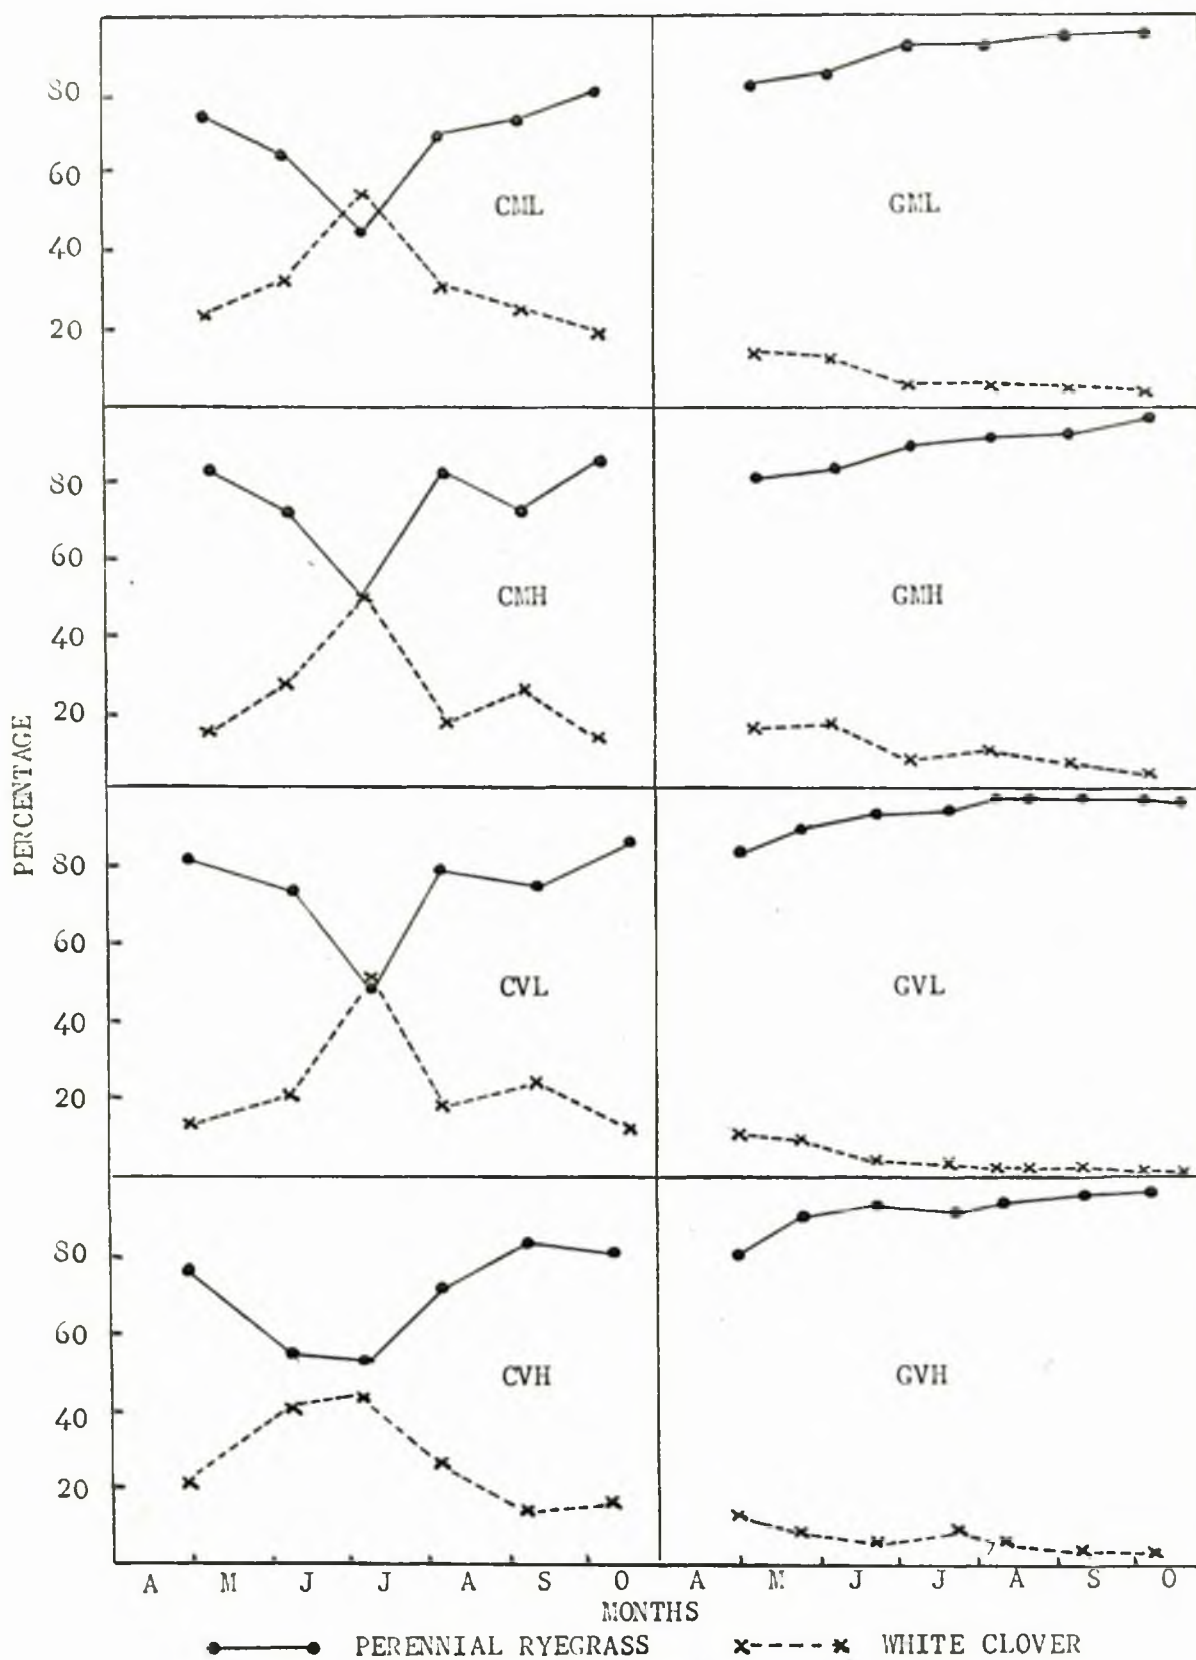 80
60
40
20
CML
GML
80
60
40
20
CMH
GMH
80
60
40
20
CVL
GVL
80
60
40
20
CVH
GVH
PERCENTAGE
A M J J A S O A M J J A S O
MONTHS
PERENNIAL RYEGRASS WHITE CLOVER